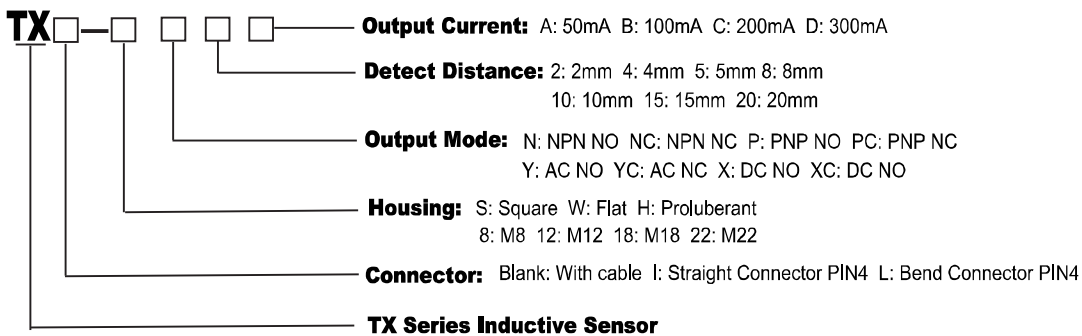 TX□-□ □ □ □ Output Current: A: 50mA B: 100mA C: 200mA D: 300mA
Detect Distance: 2: 2mm 4: 4mm 5: 5mm 8: 8mm
10: 10mm 15: 15mm 20: 20mm
Output Mode: N: NPN NO NC: NPN NC P: PNP NO PC: PNP NC
Y: AC NO YC: AC NC X: DC NO XC: DC NO
Housing: S: Square W: Flat H: Proluberant
8: M8 12: M12 18: M18 22: M22
Connector: Blank: With cable I: Straight Connector PIN4 L: Bend Connector PIN4
TX Series Inductive Sensor